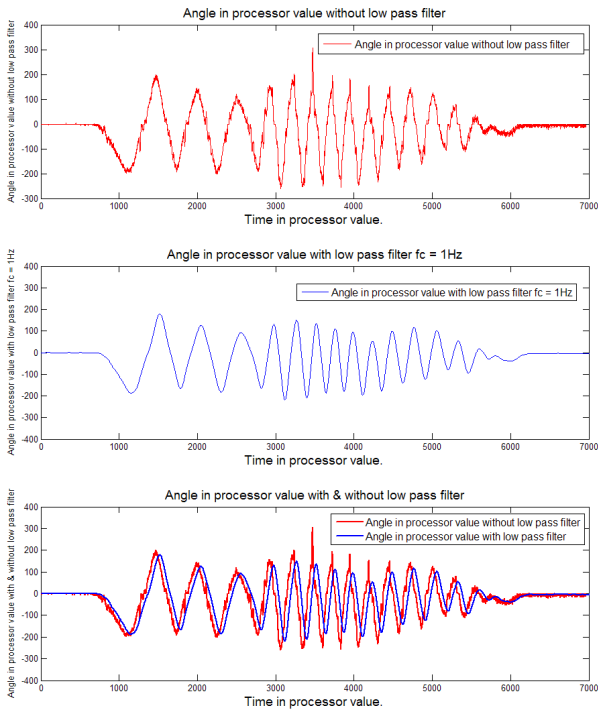 Angle in processor value without low pass filter
Angle in processor value without low pass filter
400
300
200
100
0
-100
-200
-300
Angle in processor value without low pass filter
0 1000 2000 3000 4000 5000 6000 7000
Time in processor value.
Angle in processor value with low pass filter fc = 1Hz
Angle in processor value with low pass filter fc = 1Hz
400
300
200
100
0
-100
-200
-300
-400
Angle in processor value with low pass filter fc = 1Hz
0 1000 2000 3000 4000 5000 6000 7000
Time in processor value.
Angle in processor value with & without low pass filter
Angle in processor value with & without low pass filter
400
300
200
100
0
-100
-200
-300
-400
Angle in processor value without low pass filter
Angle in processor value with low pass filter
0 1000 2000 3000 4000 5000 6000 7000
Time in processor value.